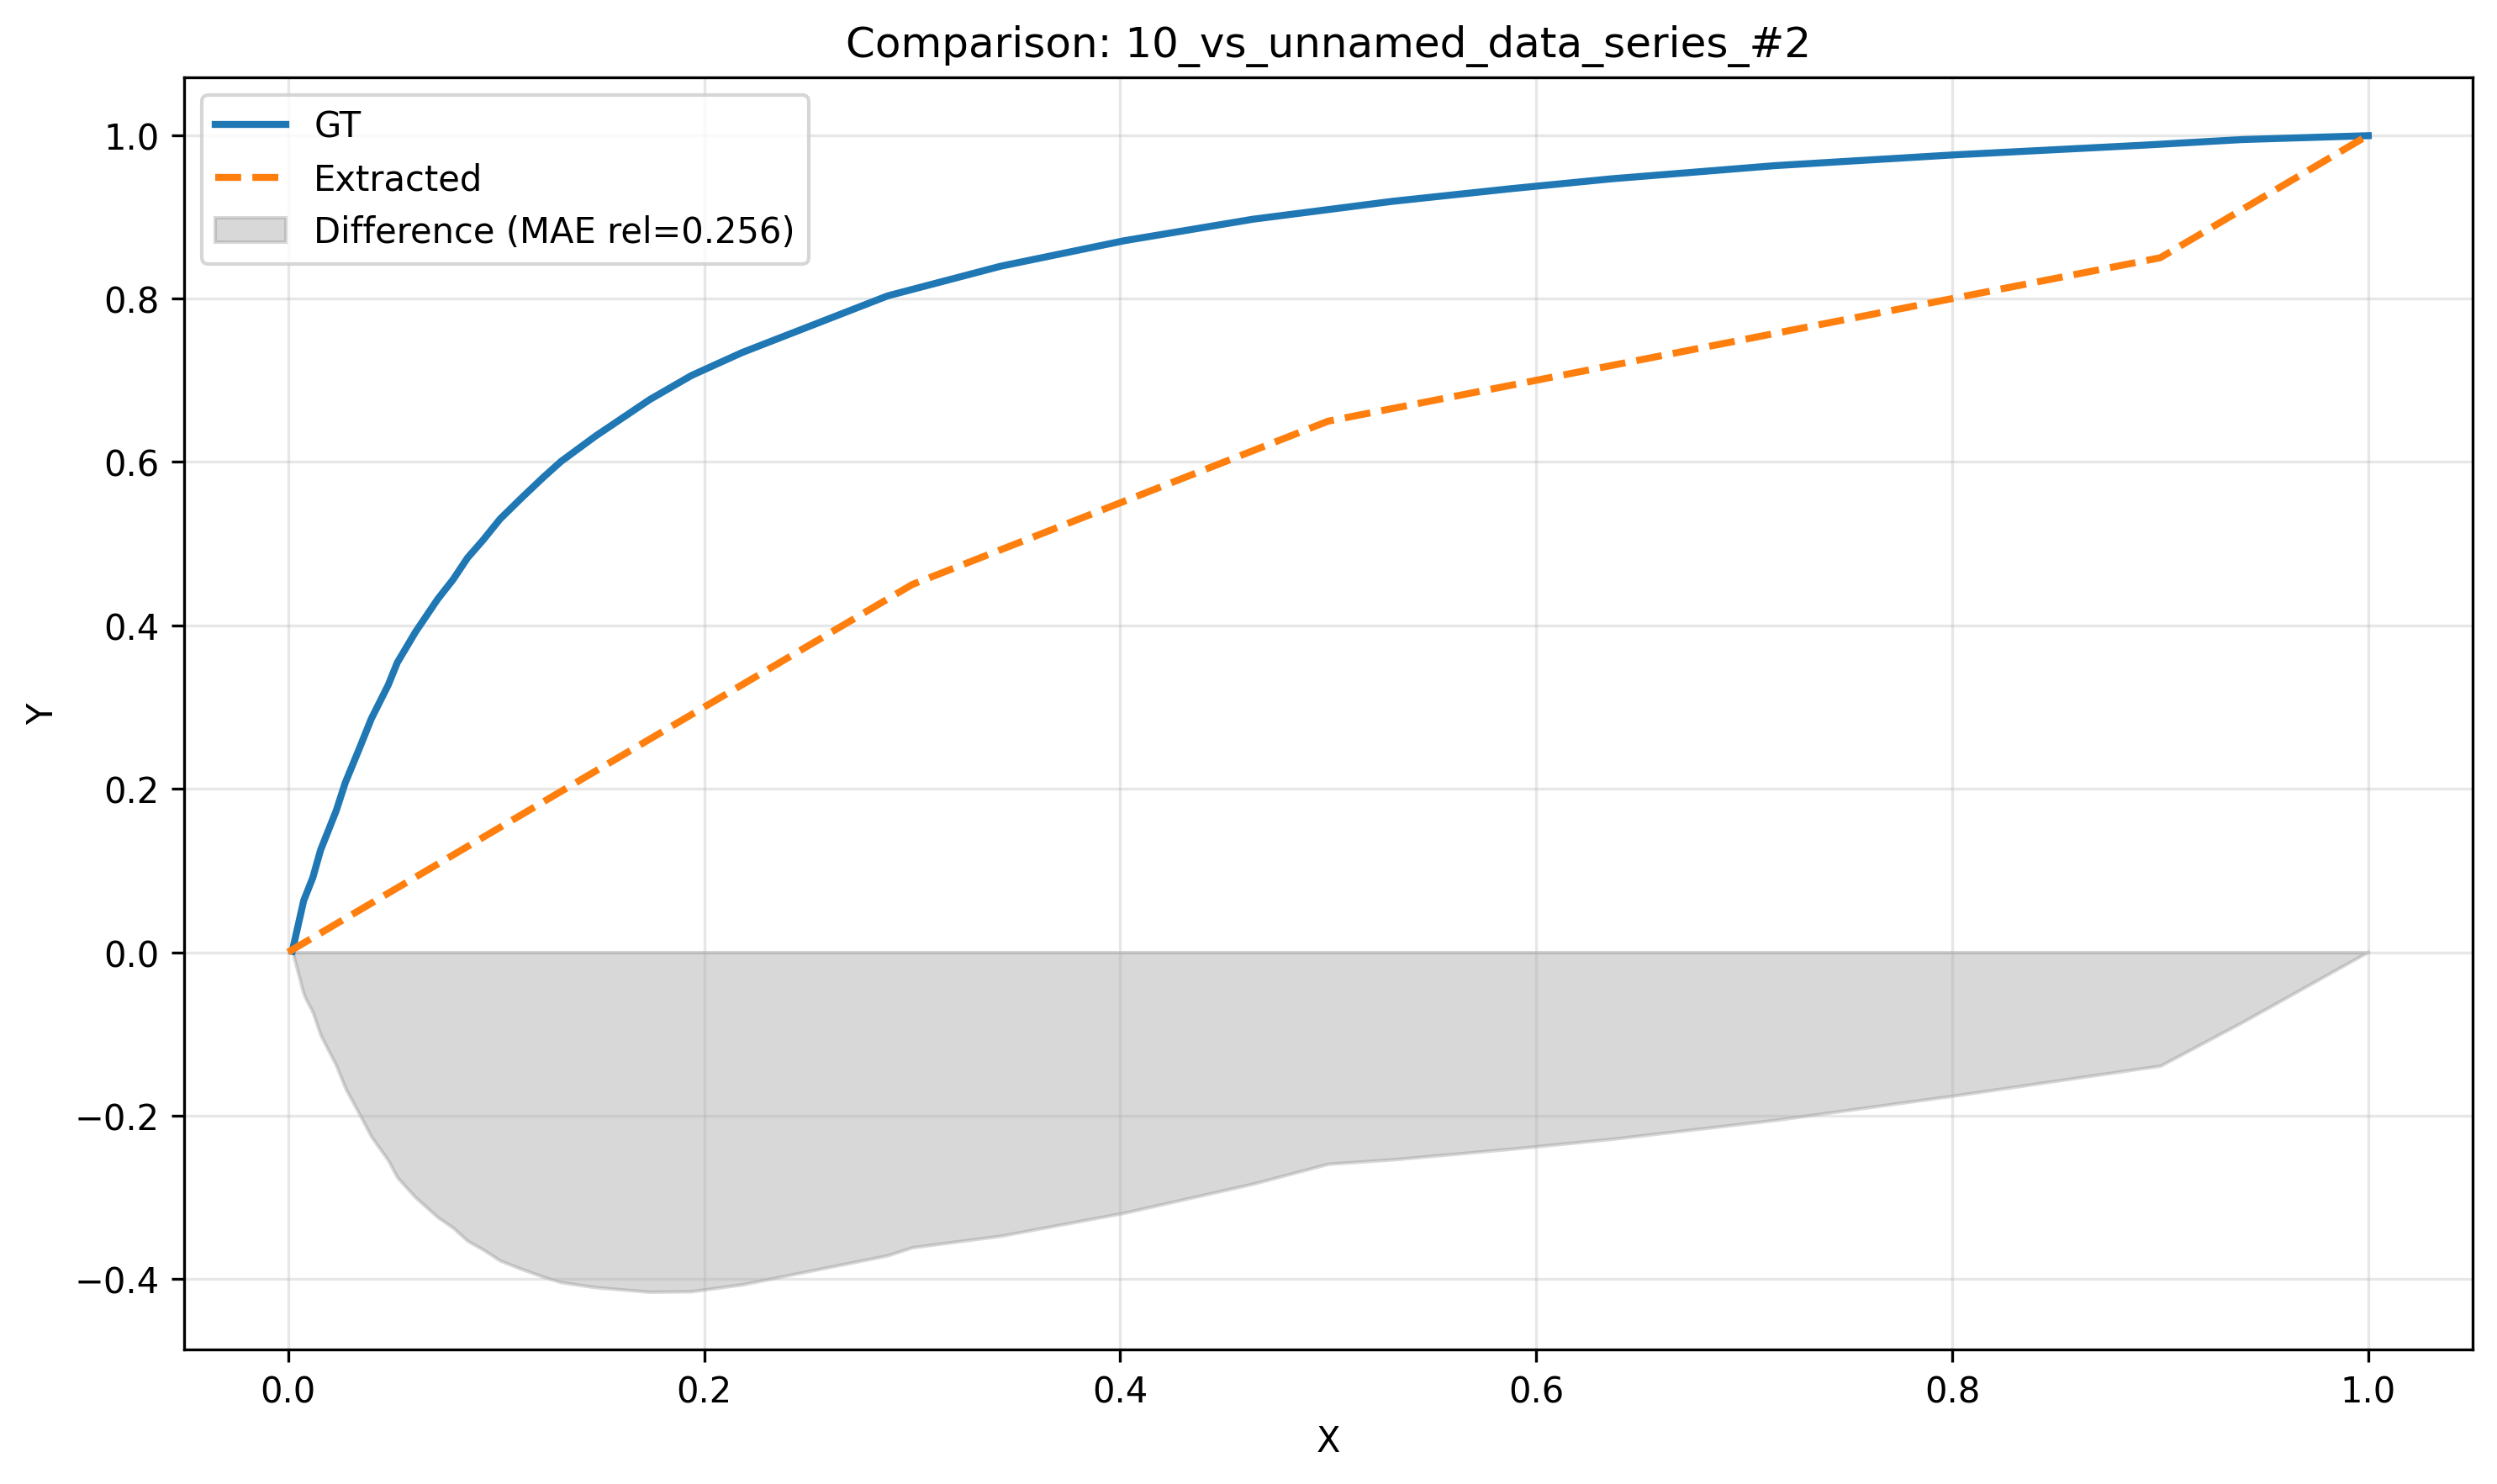 Comparison: 10_vs_unnamed_data_series_#2
GT
Extracted
Difference (MAE rel=0.256)
Y
1.0
0.8
0.6
0.4
0.2
0.0
−0.2
−0.4
0.0 0.2 0.4 0.6 0.8 1.0
X